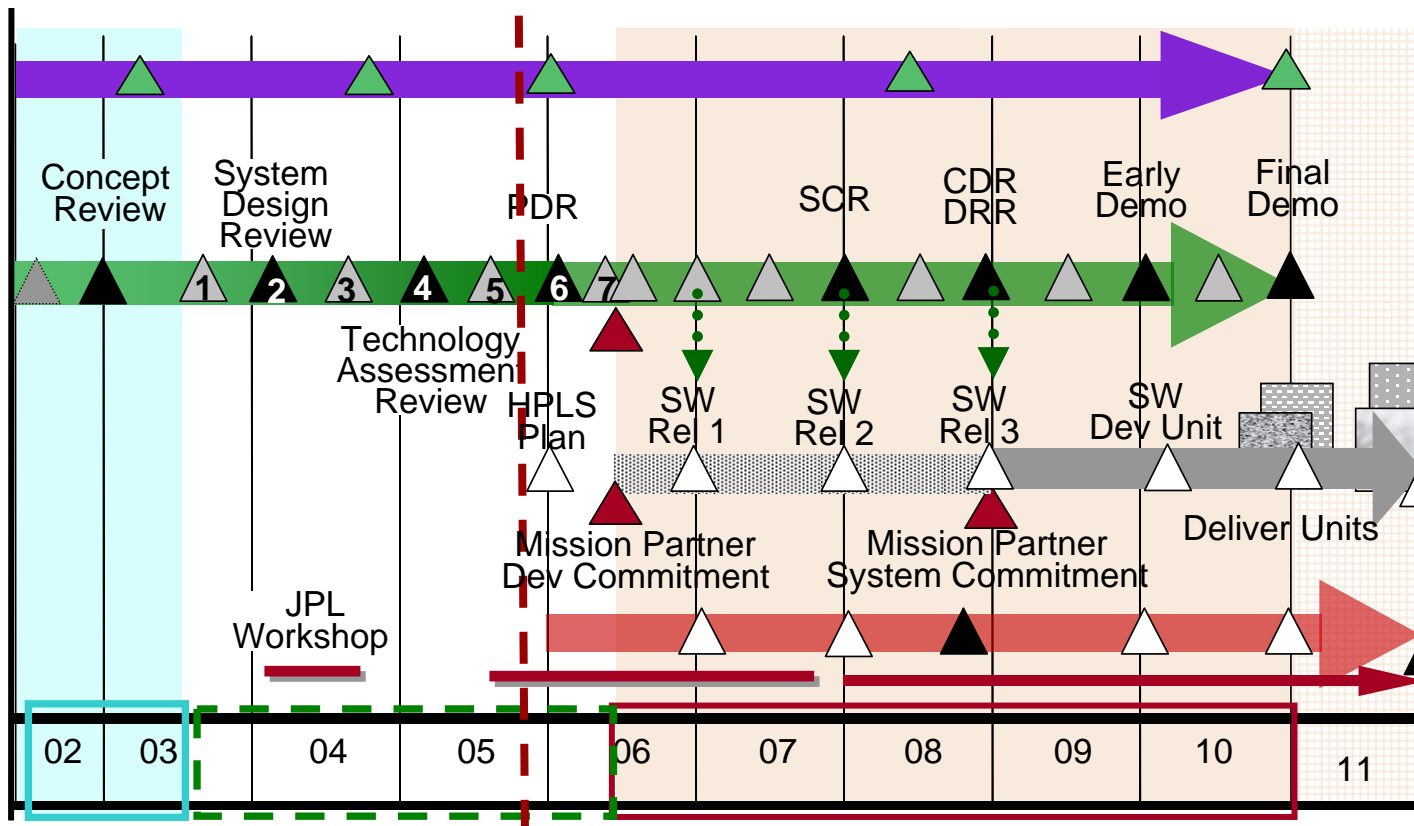 Concept
Review
System
Design
Review
PDR
SCR
CDR
DRR
Early
Demo
Final
Demo
1
2
3
4
5
6
7
Technology
Assessment
Review
HPLS
Plan
SW
Rel 1
SW
Rel 2
SW
Rel 3
SW
Dev Unit
Deliver Units
Mission Partner
Dev Commitment
Mission Partner
System Commitment
JPL
Workshop
02
03
04
05
06
07
08
09
10
11